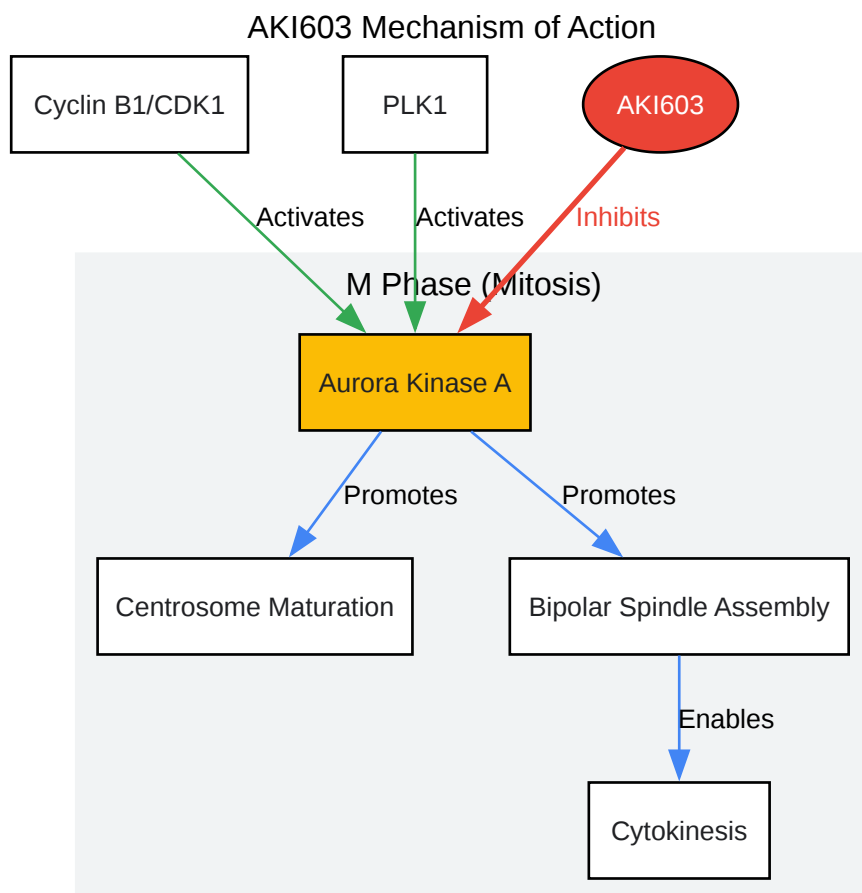 AKI603 Mechanism of Action
Cyclin B1/CDK1
PLK1
AKI603
Activates
Activates
Inhibits
M Phase (Mitosis)
Aurora Kinase A
Promotes
Promotes
Centrosome Maturation
Bipolar Spindle Assembly
Enables
Cytokinesis